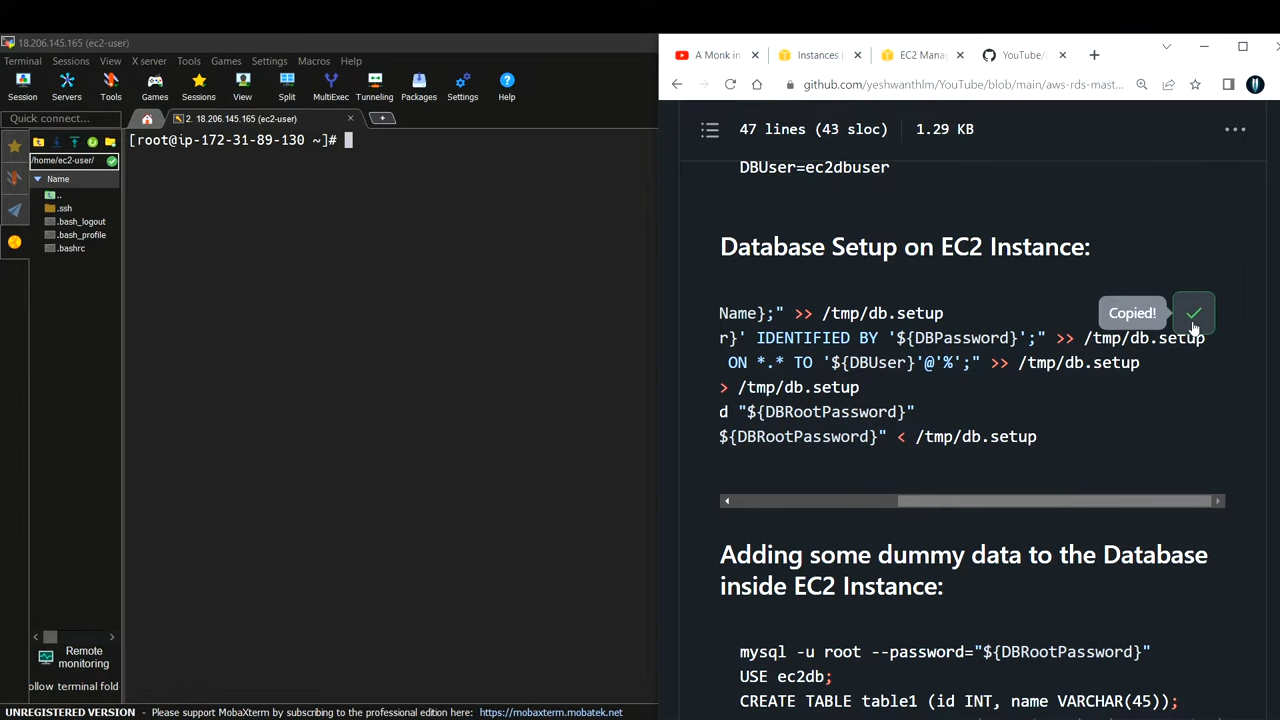 18.206.145.165 (ec2-user)
Terminal Sessions View X server Tools Games Settings Macros Help
Session Servers Tools Games Sessions View Split MultiExec Tunneling Packages Settings Help
Quick connect...
2. 18.206.145.165 (ec2-user)
/home/ec2-user/
Name
..
.ssh
.bash_logout
.bash_profile
.bashrc
Remote
monitoring
ollow terminal fold
[root@ip-172-31-89-130 ~]#
UNREGISTERED VERSION - Please support MobaXterm by subscribing to the professional edition here: https://mobaxterm.mobatek.net
A Monk in
Instances |
EC2 Mana
YouTube/
github.com/yeshwanthlm/YouTube/blob/main/aws-rds-mast...
47 lines (43 sloc) 1.29 KB
DBUser=ec2dbuser
Database Setup on EC2 Instance:
Name};" >> /tmp/db.setup
Copied!
r}' IDENTIFIED BY '${DBPassword}';" >> /tmp/db.setup
ON *.* TO '${DBUser}'@'%';" >> /tmp/db.setup
> /tmp/db.setup
d "${DBRootPassword}"
${DBRootPassword}" < /tmp/db.setup
Adding some dummy data to the Database
inside EC2 Instance:
mysql -u root --password="${DBRootPassword}"
USE ec2db;
CREATE TABLE table1 (id INT, name VARCHAR(45));